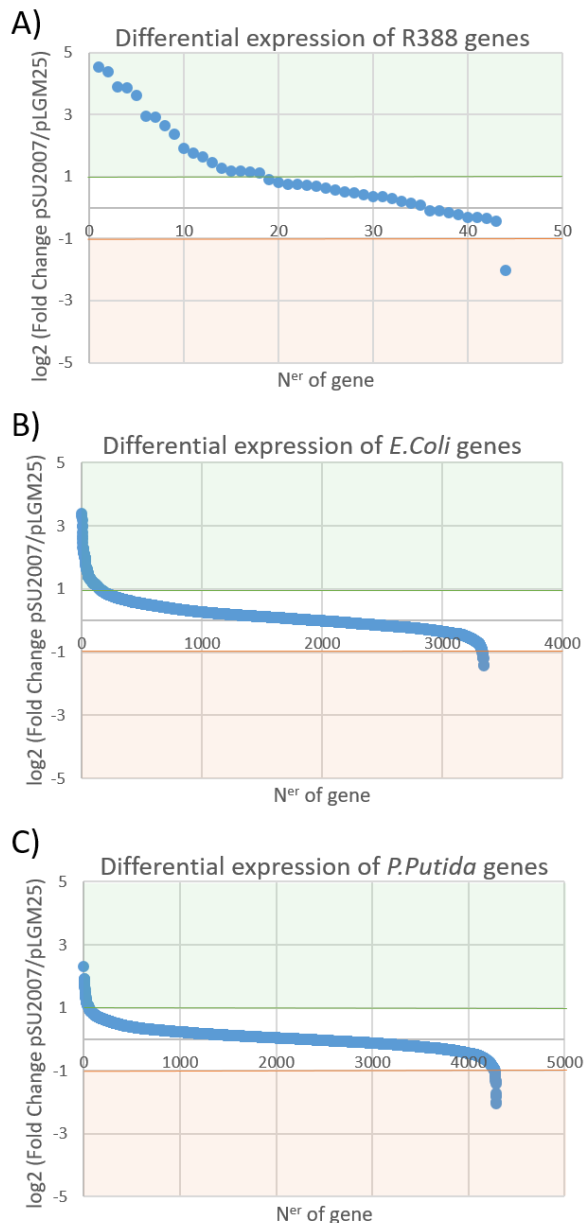 A)
Differential expression of R388 genes
log2 (Fold Change pSU2007/pLGM25)
5
3
1
-1
-3
-5
0 10 20 30 40 50
Nᵉʳ of gene
B)
Differential expression of E.Coli genes
log2 (Fold Change pSU2007/pLGM25)
5
3
1
-1
-3
-5
0 1000 2000 3000 4000
Nᵉʳ of gene
C)
Differential expression of P.Putida genes
log2 (Fold Change pSU2007/pLGM25)
5
3
1
-1
-3
-5
0 1000 2000 3000 4000 5000
Nᵉʳ of gene